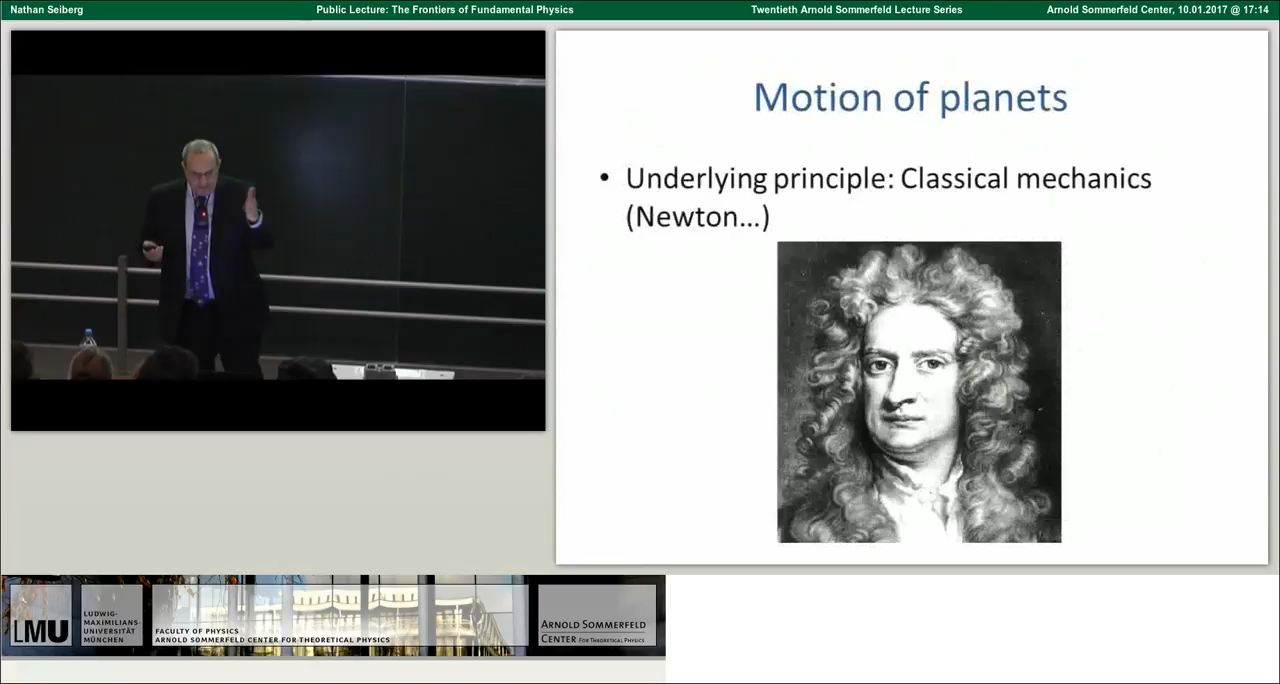 Nathan Seiberg
Public Lecture: The Frontiers of Fundamental Physics
Twentieth Arnold Sommerfeld Lecture Series
Arnold Sommerfeld Center, 10.01.2017 @ 17:14
Motion of planets
• Underlying principle: Classical mechanics
(Newton...)
LMU
LUDWIG-
MAXIMILIANS-
UNIVERSITÄT
MÜNCHEN
FACULTY OF PHYSICS
ARNOLD SOMMERFELD CENTER FOR THEORETICAL PHYSICS
ARNOLD SOMMERFELD
CENTER FOR THEORETICAL PHYSICS